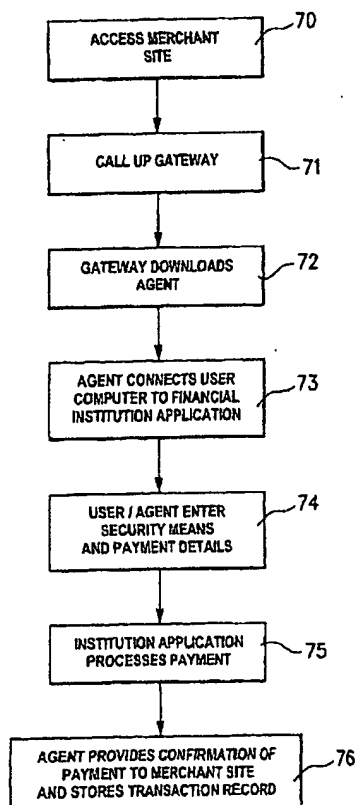 70
ACCESS MERCHANT
SITE
CALL UP GATEWAY
71
GATEWAY DOWNLOADS
AGENT
72
AGENT CONNECTS USER
COMPUTER TO FINANCIAL
INSTITUTION APPLICATION
73
USER / AGENT ENTER
SECURITY MEANS
AND PAYMENT DETAILS
74
INSTITUTION APPLICATION
PROCESSES PAYMENT
75
AGENT PROVIDES CONFIRMATION OF
PAYMENT TO MERCHANT SITE
AND STORES TRANSACTION RECORD
76